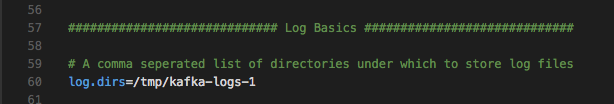 56
57 ############################ Log Basics ############################
58
59 # A comma seperated list of directories under which to store log files
60 log.dirs=/tmp/kafka-logs-1
61